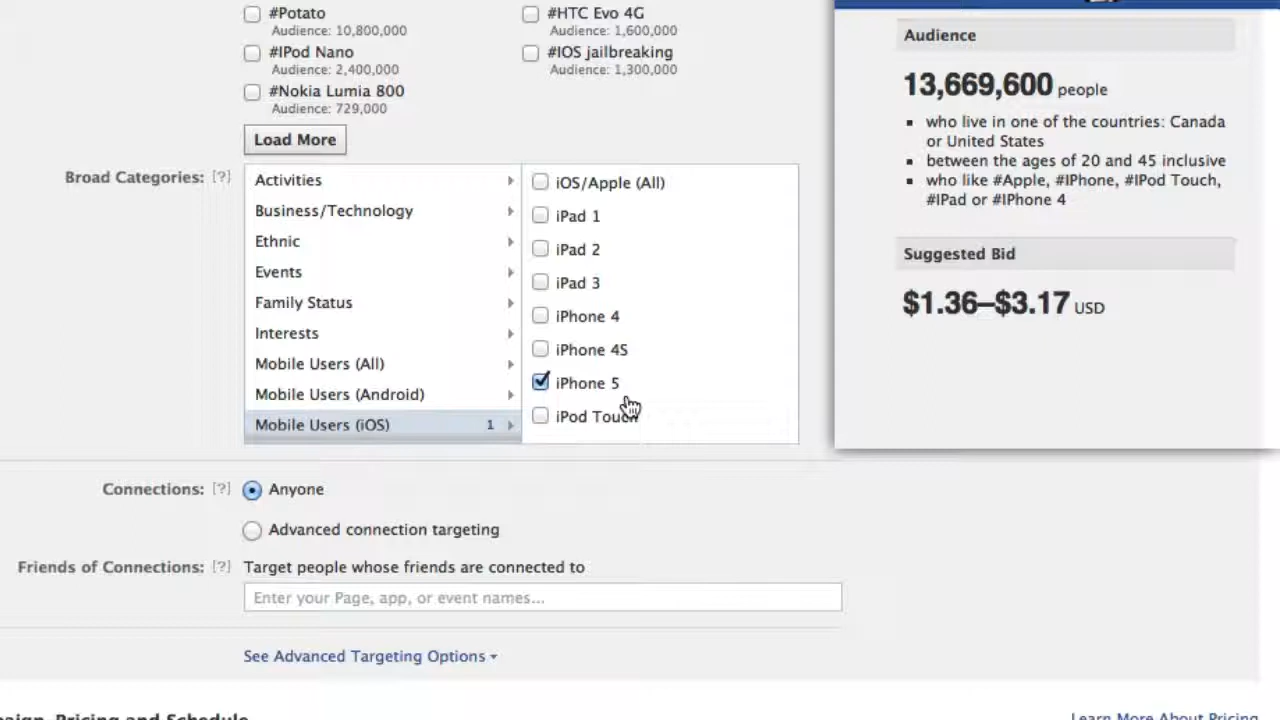 #Potato
Audience: 10,800,000
#HTC Evo 4G
Audience: 1,600,000
#IPod Nano
Audience: 2,400,000
#IOS jailbreaking
Audience: 1,300,000
#Nokia Lumia 800
Audience: 729,000
Load More
Broad Categories: [?]
Activities
Business/Technology
Ethnic
Events
Family Status
Interests
Mobile Users (All)
Mobile Users (Android)
Mobile Users (iOS) 1
iOS/Apple (All)
iPad 1
iPad 2
iPad 3
iPhone 4
iPhone 4S
iPhone 5
iPod Touch
Connections: [?]
Anyone
Advanced connection targeting
Friends of Connections: [?]
Target people whose friends are connected to
Enter your Page, app, or event names...
See Advanced Targeting Options
Pricing and Schedule
Learn More About Pricing
Audience
13,669,600 people
who live in one of the countries: Canada
or United States
between the ages of 20 and 45 inclusive
who like #Apple, #IPhone, #IPod Touch,
#IPad or #IPhone 4
Suggested Bid
$1.36–$3.17 USD